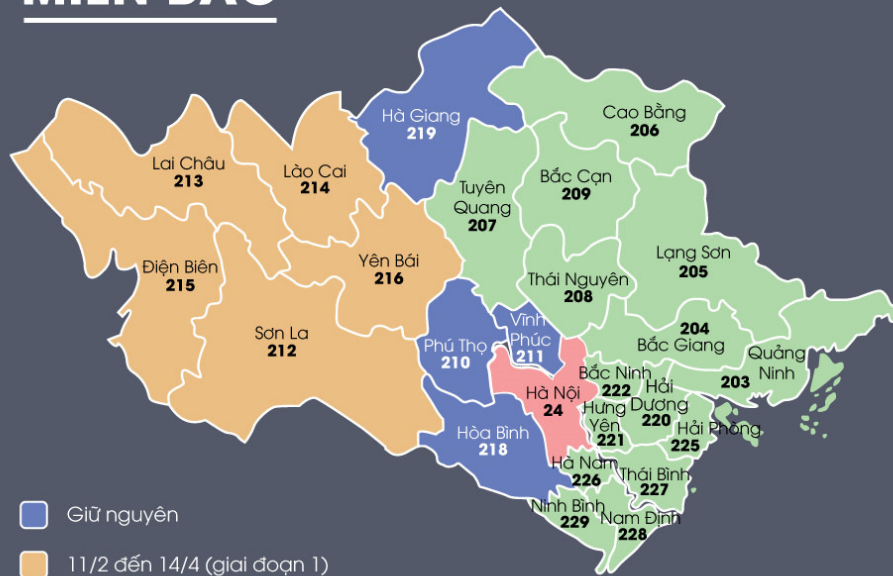 MIỀN BẮC
Hà Giang
219
Cao Bằng
206
Lai Châu
213
Lào Cai
214
Tuyên
Quang
207
Bắc Cạn
209
Lạng Sơn
205
Điện Biên
215
Yên Bái
216
Thái Nguyên
208
Sơn La
212
Phú Thọ
210
Vĩnh
Phúc
211
204
Bắc Giang
Quảng
Ninh
203
Hà Nội
24
Bắc Ninh
222
Hải
Dương
220
Hưng
Yên
221
Hải Phòng
225
Hòa Bình
218
Hà Nam
226
Thái Bình
227
Ninh Bình
229
Nam Định
228
Giữ nguyên
11/2 đến 14/4 (giai đoạn 1)